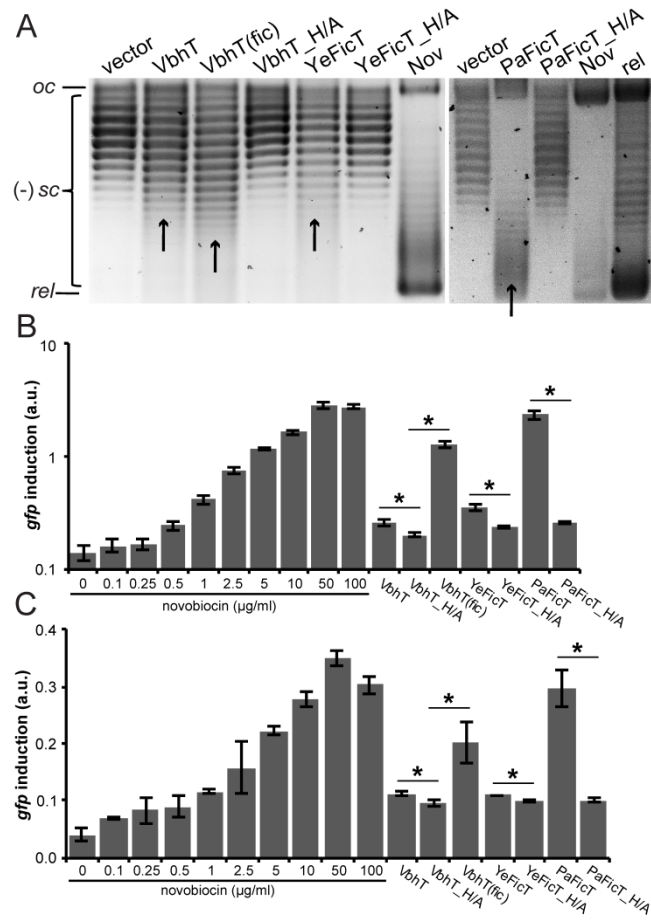 A
vector VbhT VbhT(fic) VbhT_H/A YeFicT YeFicT_H/A Nov vector PaFicT PaFicT_H/A Nov rel
oc
(-) sc
rel
B
10
1
0.1
gfp induction (a.u.)
* * * *
0 0.1 0.25 0.5 1 2.5 5 10 50 100
novobiocin (µg/ml)
VbhT VbhT_H/A VbhT(fic) YeFicT YeFicT_H/A PaFicT PaFicT_H/A
C
0.4
0.3
0.2
0.1
0.0
gfp induction (a.u.)
* * * *
0 0.1 0.25 0.5 1 2.5 5 10 50 100
novobiocin (µg/ml)
VbhT VbhT_H/A VbhT(fic) YeFicT YeFicT_H/A PaFicT PaFicT_H/A